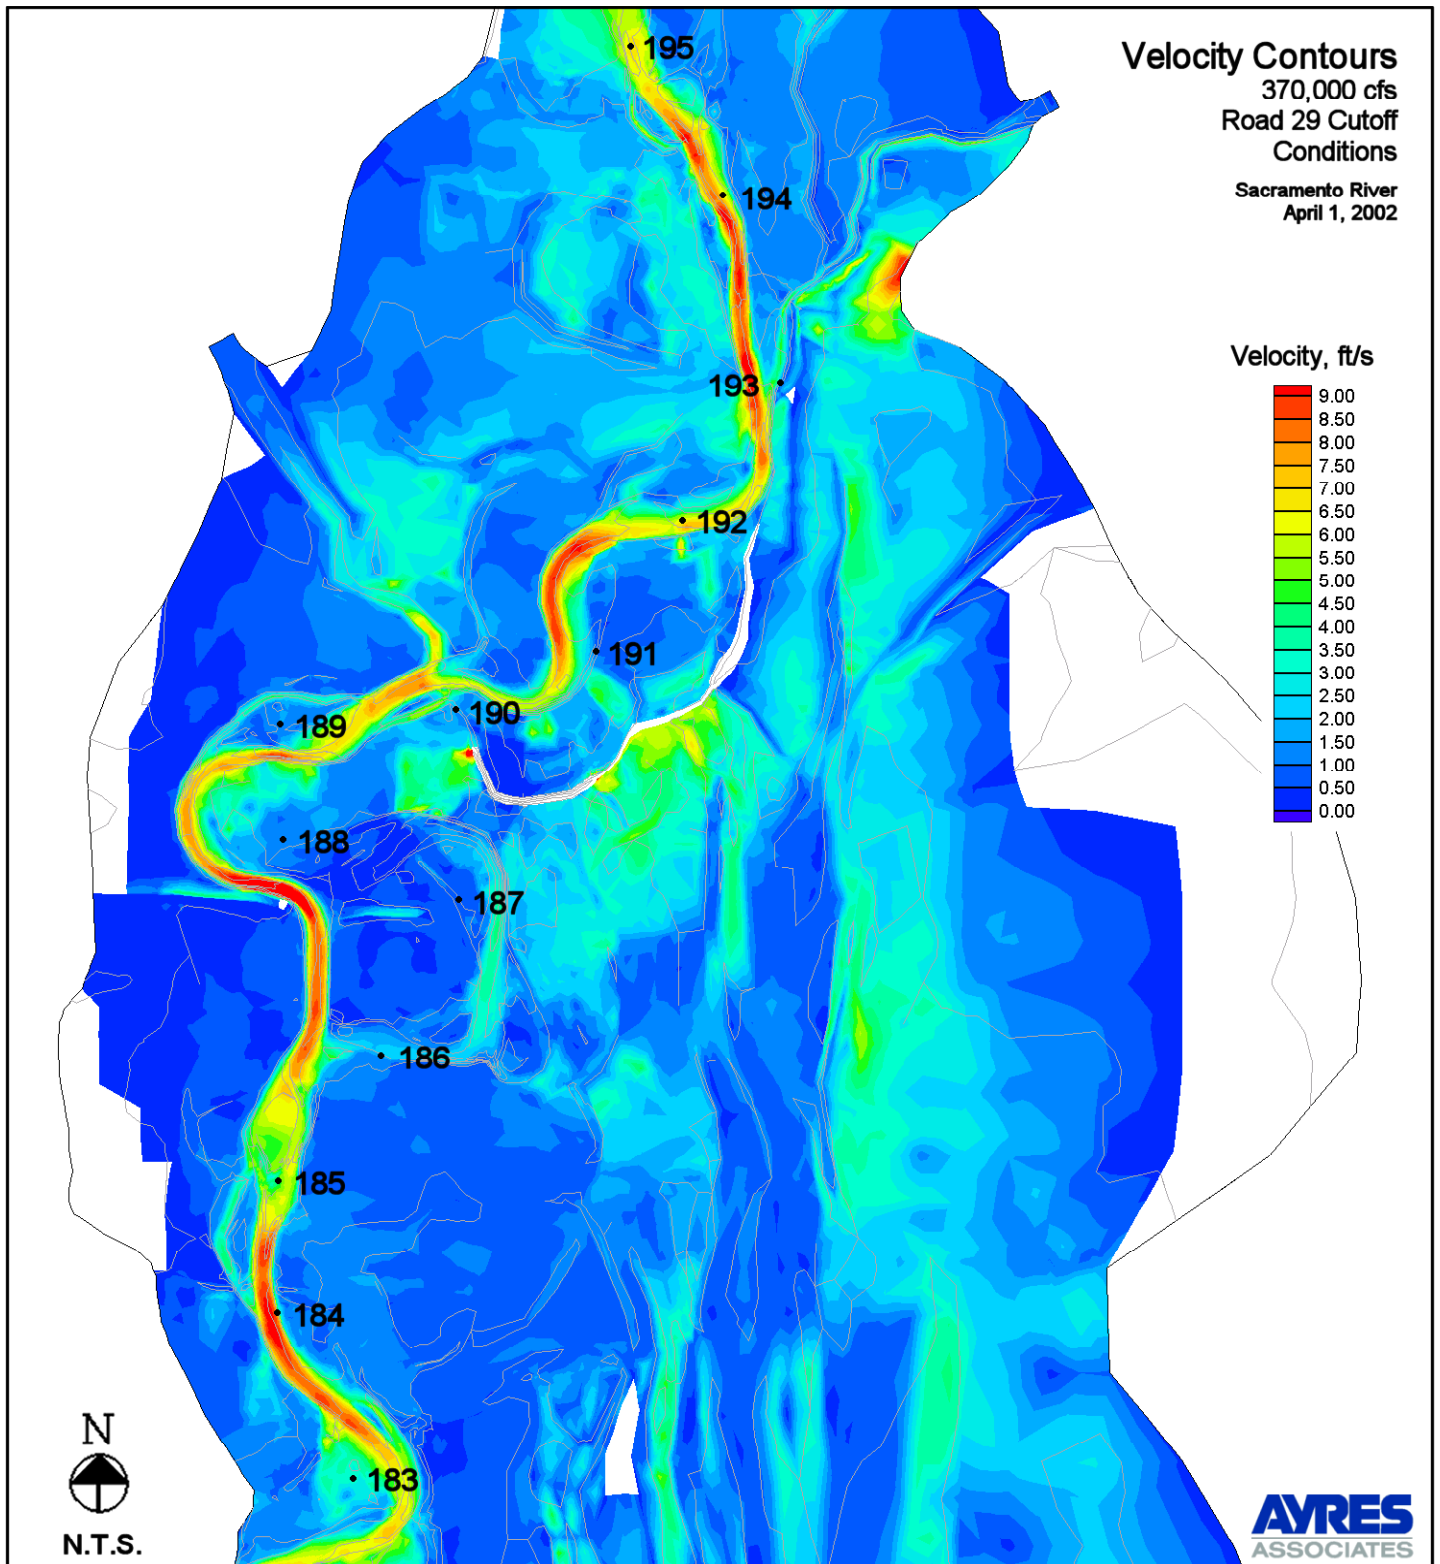 Velocity Contours
370,000 cfs
Road 29 Cutoff
Conditions
Sacramento River
April 1, 2002
195
194
193
192
191
190
189
188
187
186
185
184
183
Velocity, ft/s
9.00
8.50
8.00
7.50
7.00
6.50
6.00
5.50
5.00
4.50
4.00
3.50
3.00
2.50
2.00
1.50
1.00
0.50
0.00
N
N.T.S.
AYRES
ASSOCIATES